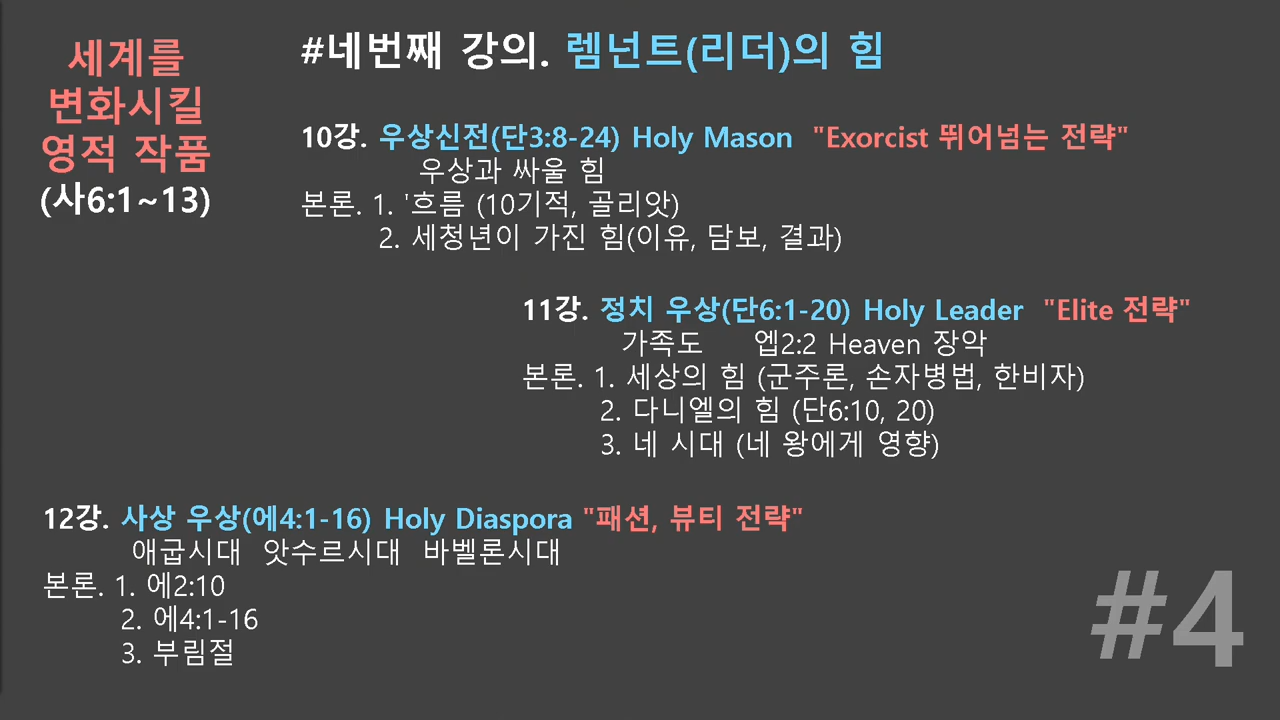 세계를
변화시킬
영적 작품
(사6:1~13)
#네번째 강의. 렘넌트(리더)의 힘
10강. 우상신전(단3:8-24) Holy Mason "Exorcist 뛰어넘는 전략"
우상과 싸울 힘
본론. 1. '흐름 (10기적, 골리앗)
2. 세청년이 가진 힘(이유, 담보, 결과)
11강. 정치 우상(단6:1-20) Holy Leader "Elite 전략"
가족도 엡2:2 Heaven 장악
본론. 1. 세상의 힘 (군주론, 손자병법, 한비자)
2. 다니엘의 힘 (단6:10, 20)
3. 네 시대 (네 왕에게 영향)
12강. 사상 우상(에4:1-16) Holy Diaspora "패션, 뷰티 전략"
애굽시대 앗수르시대 바벨론시대
본론. 1. 에2:10
2. 에4:1-16
3. 부림절
#4